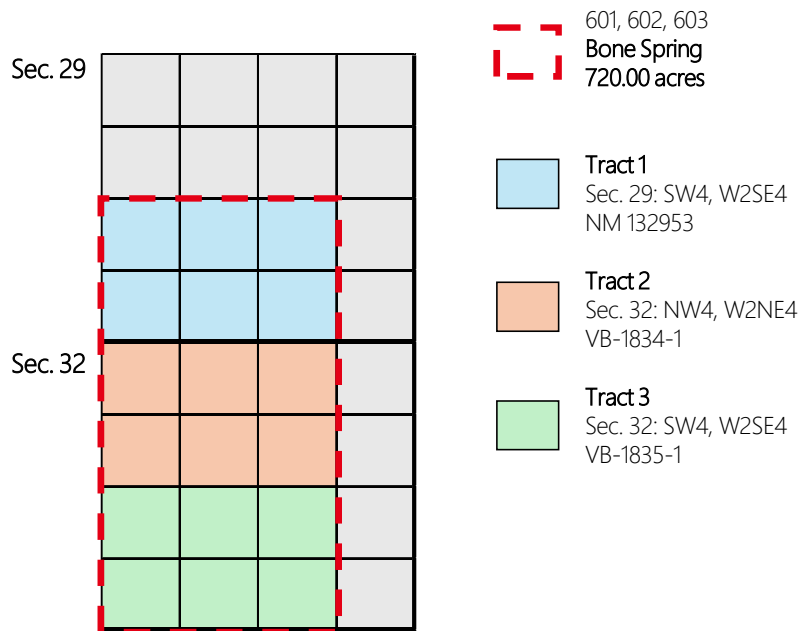 Sec. 29
Sec. 32
601, 602, 603
Bone Spring
720.00 acres
Tract 1
Sec. 29: SW4, W2SE4
NM 132953
Tract 2
Sec. 32: NW4, W2NE4
VB-1834-1
Tract 3
Sec. 32: SW4, W2SE4
VB-1835-1